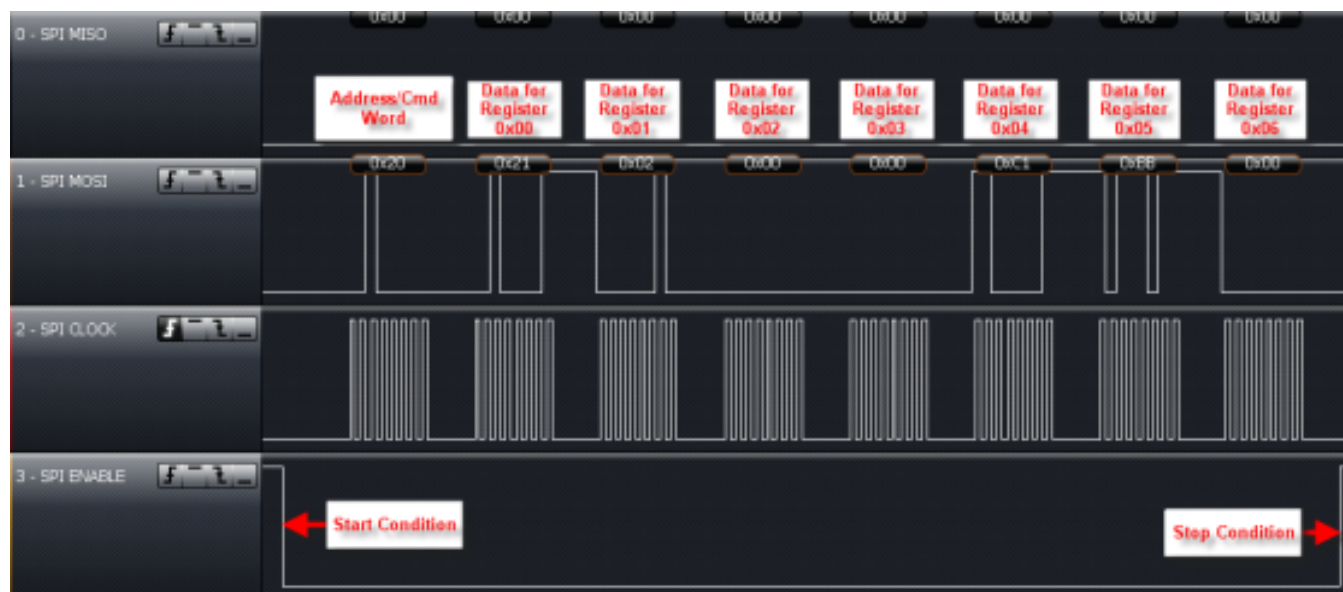 0x00 0x00 0x00 0x00 0x00 0x00 0x00 0x00
0 - SPI MISO
Address/Cmd
Word
Data for
Register
0x00
Data for
Register
0x01
Data for
Register
0x02
Data for
Register
0x03
Data for
Register
0x04
Data for
Register
0x05
Data for
Register
0x06
0x20 0x21 0x02 0x00 0x00 0xC1 0xBB 0x00
1 - SPI MOSI
2 - SPI CLOCK
3 - SPI ENABLE
Start Condition
Stop Condition